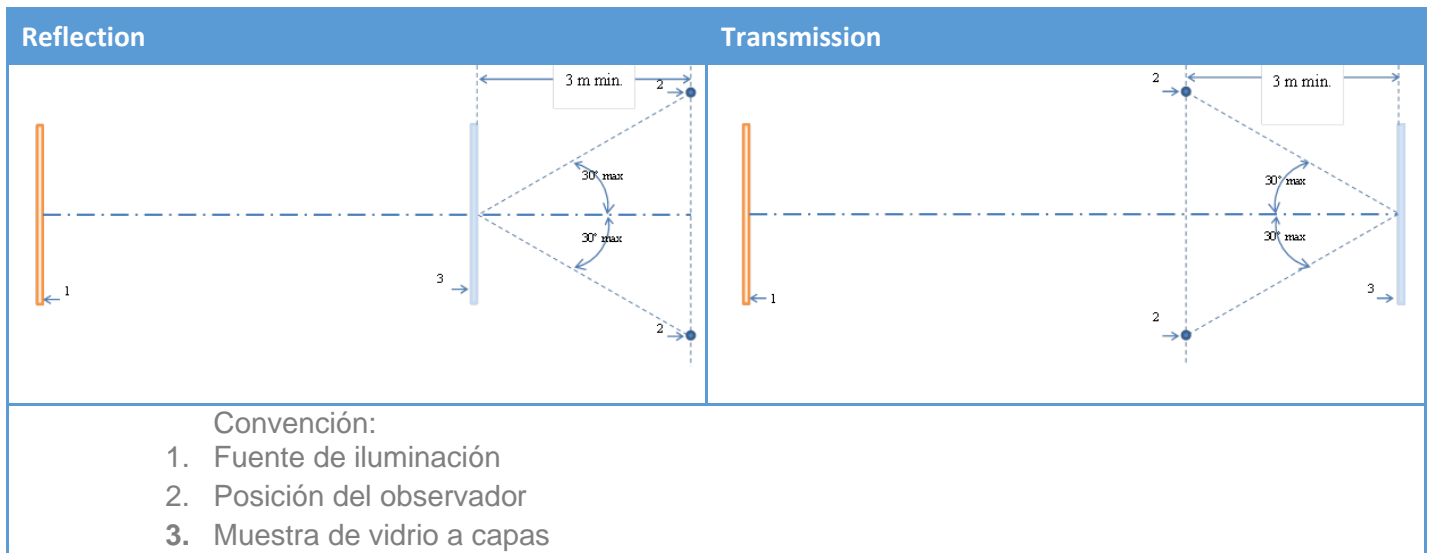 Reflection
Transmission
3 m min.
2
30° max
30° max
3
1
2
2
3 m min.
30° max
30° max
1
3
2
Convención:
1. Fuente de iluminación
2. Posición del observador
3. Muestra de vidrio a capas